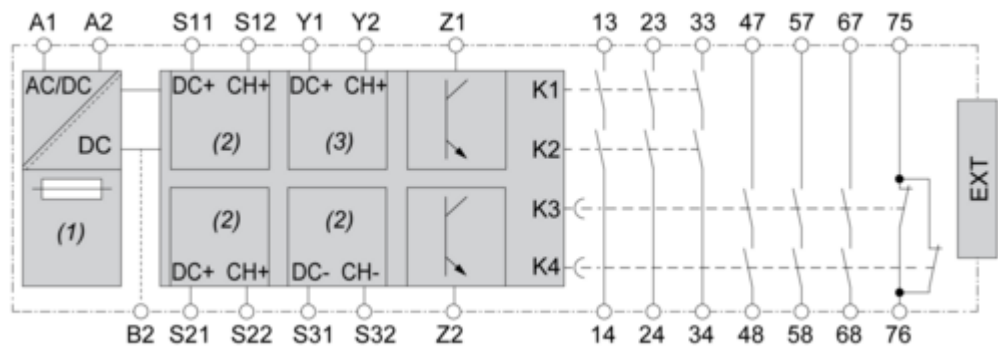 A1 A2 S11 S12 Y1 Y2 Z1 13 23 33 47 57 67 75
AC/DC DC+ CH+ DC+ CH+ K1
DC (2) (3) K2
(1) (2) (2) K3 EXT
DC+ CH+ DC- CH- K4
B2 S21 S22 S31 S32 Z2 14 24 34 48 58 68 76